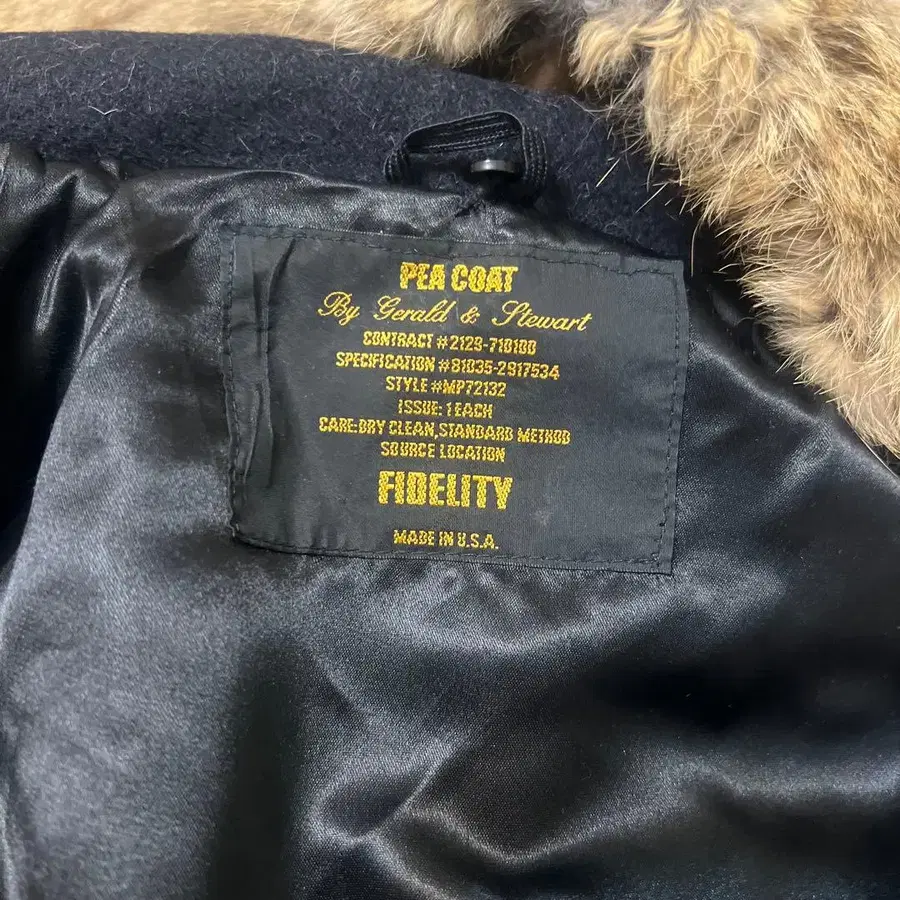 PEA COAT
By Gerald & Stewart
CONTRACT #2129-710100
SPECIFICATION #81035-2917534
STYLE #MP72132
ISSUE: 1 EACH
CARE:DRY CLEAN,STANDARD METHOD
SOURCE LOCATION
FIDELITY
MADE IN U.S.A.